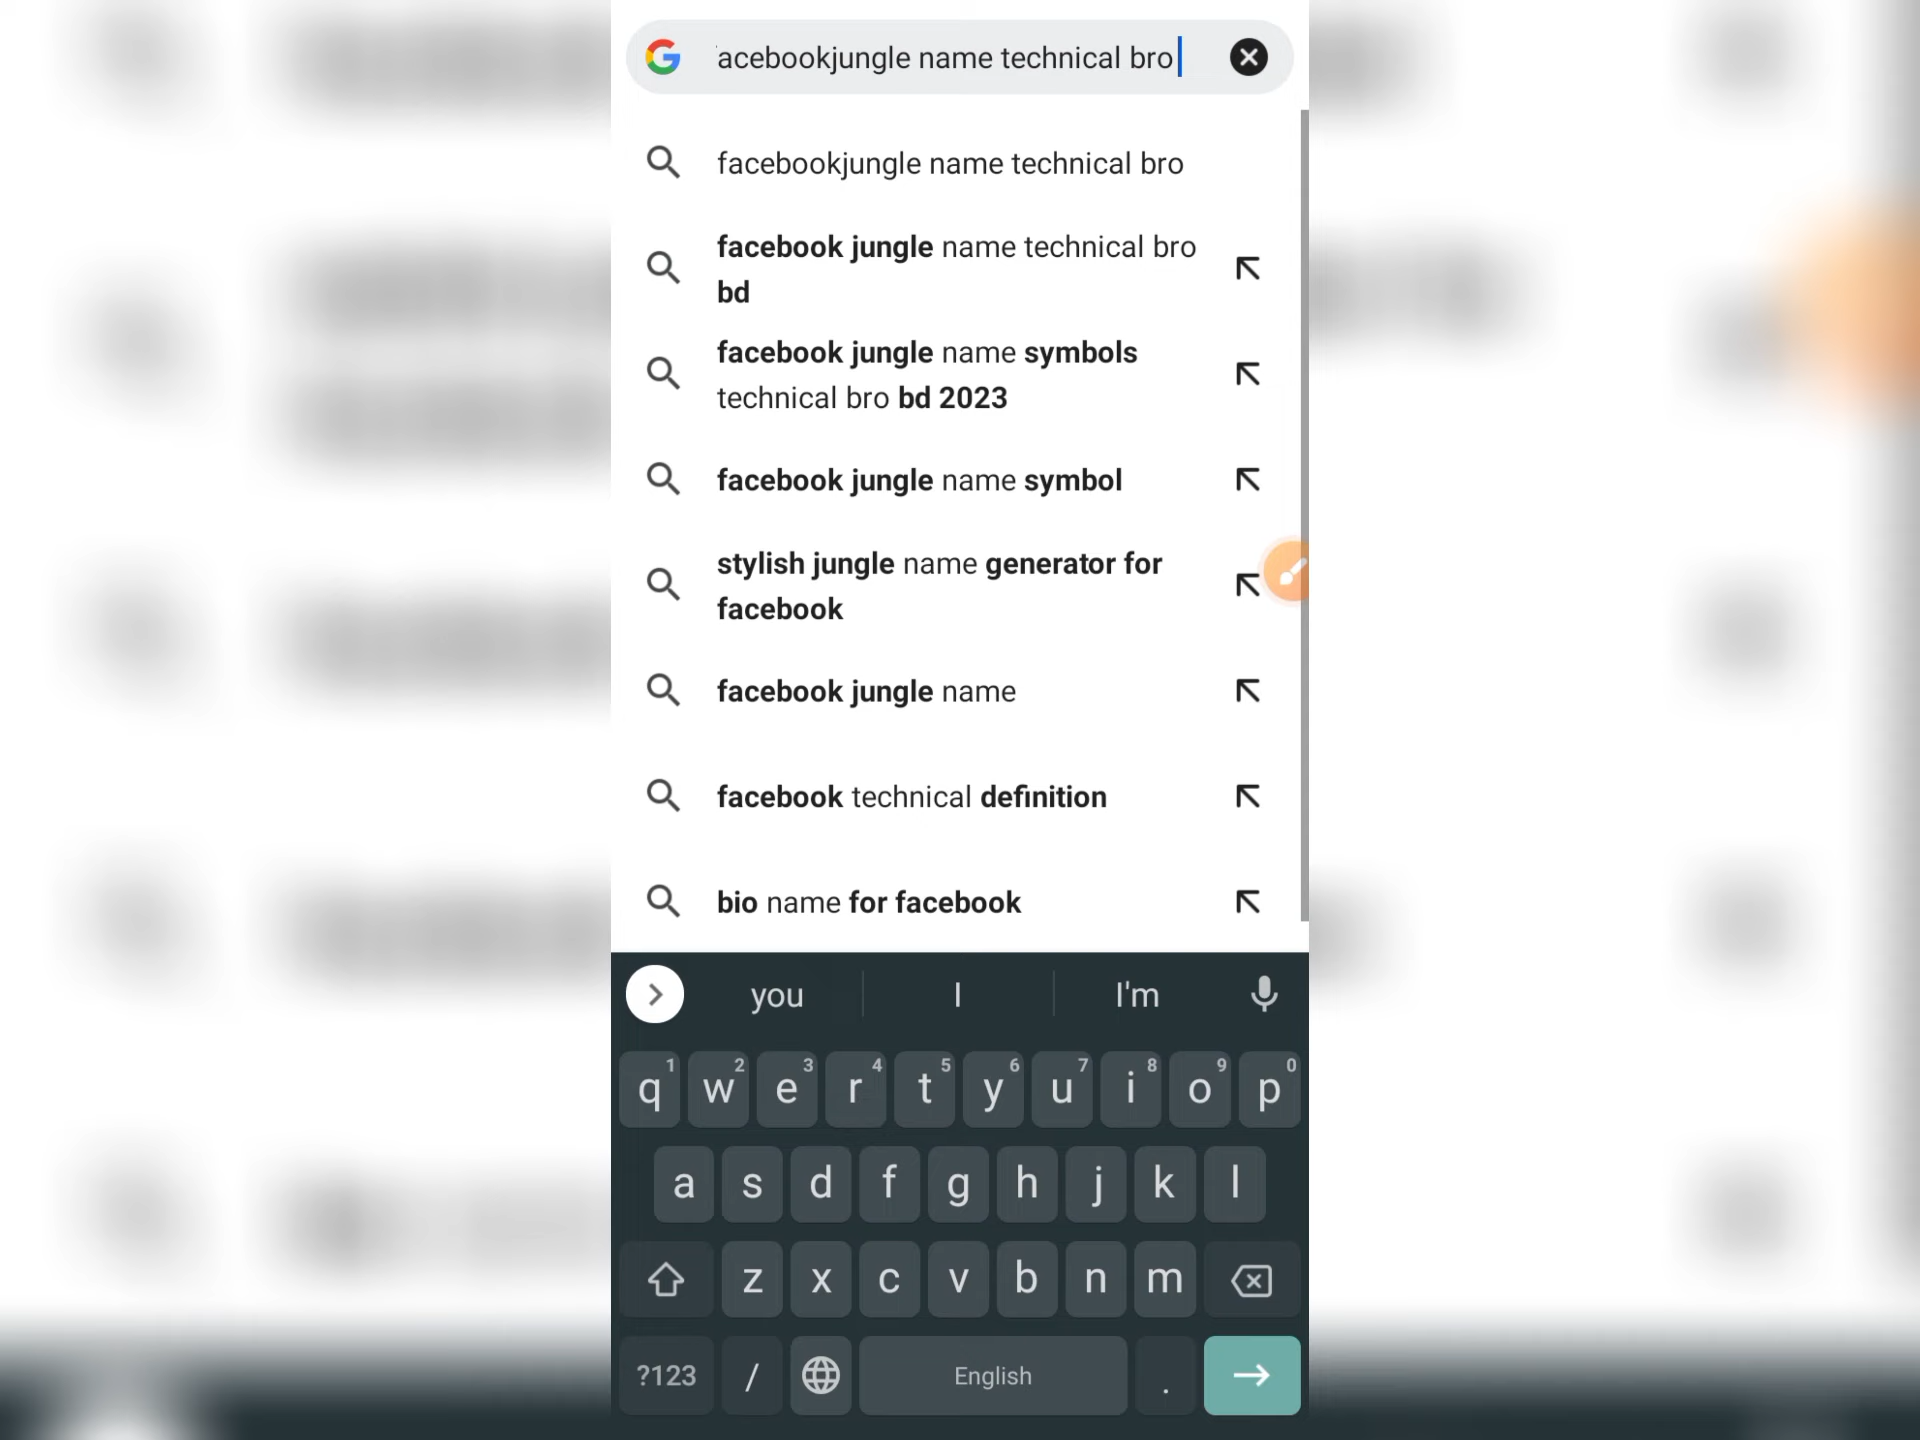 acebookjungle name technical bro
facebookjungle name technical bro
facebook jungle name technical bro
bd
facebook jungle name symbols
technical bro bd 2023
facebook jungle name symbol
stylish jungle name generator for
facebook
facebook jungle name
facebook technical definition
bio name for facebook
you I I'm
1 2 3 4 5 6 7 8 9 0
q w e r t y u i o p
a s d f g h j k l
z x c v b n m
?123 / English .